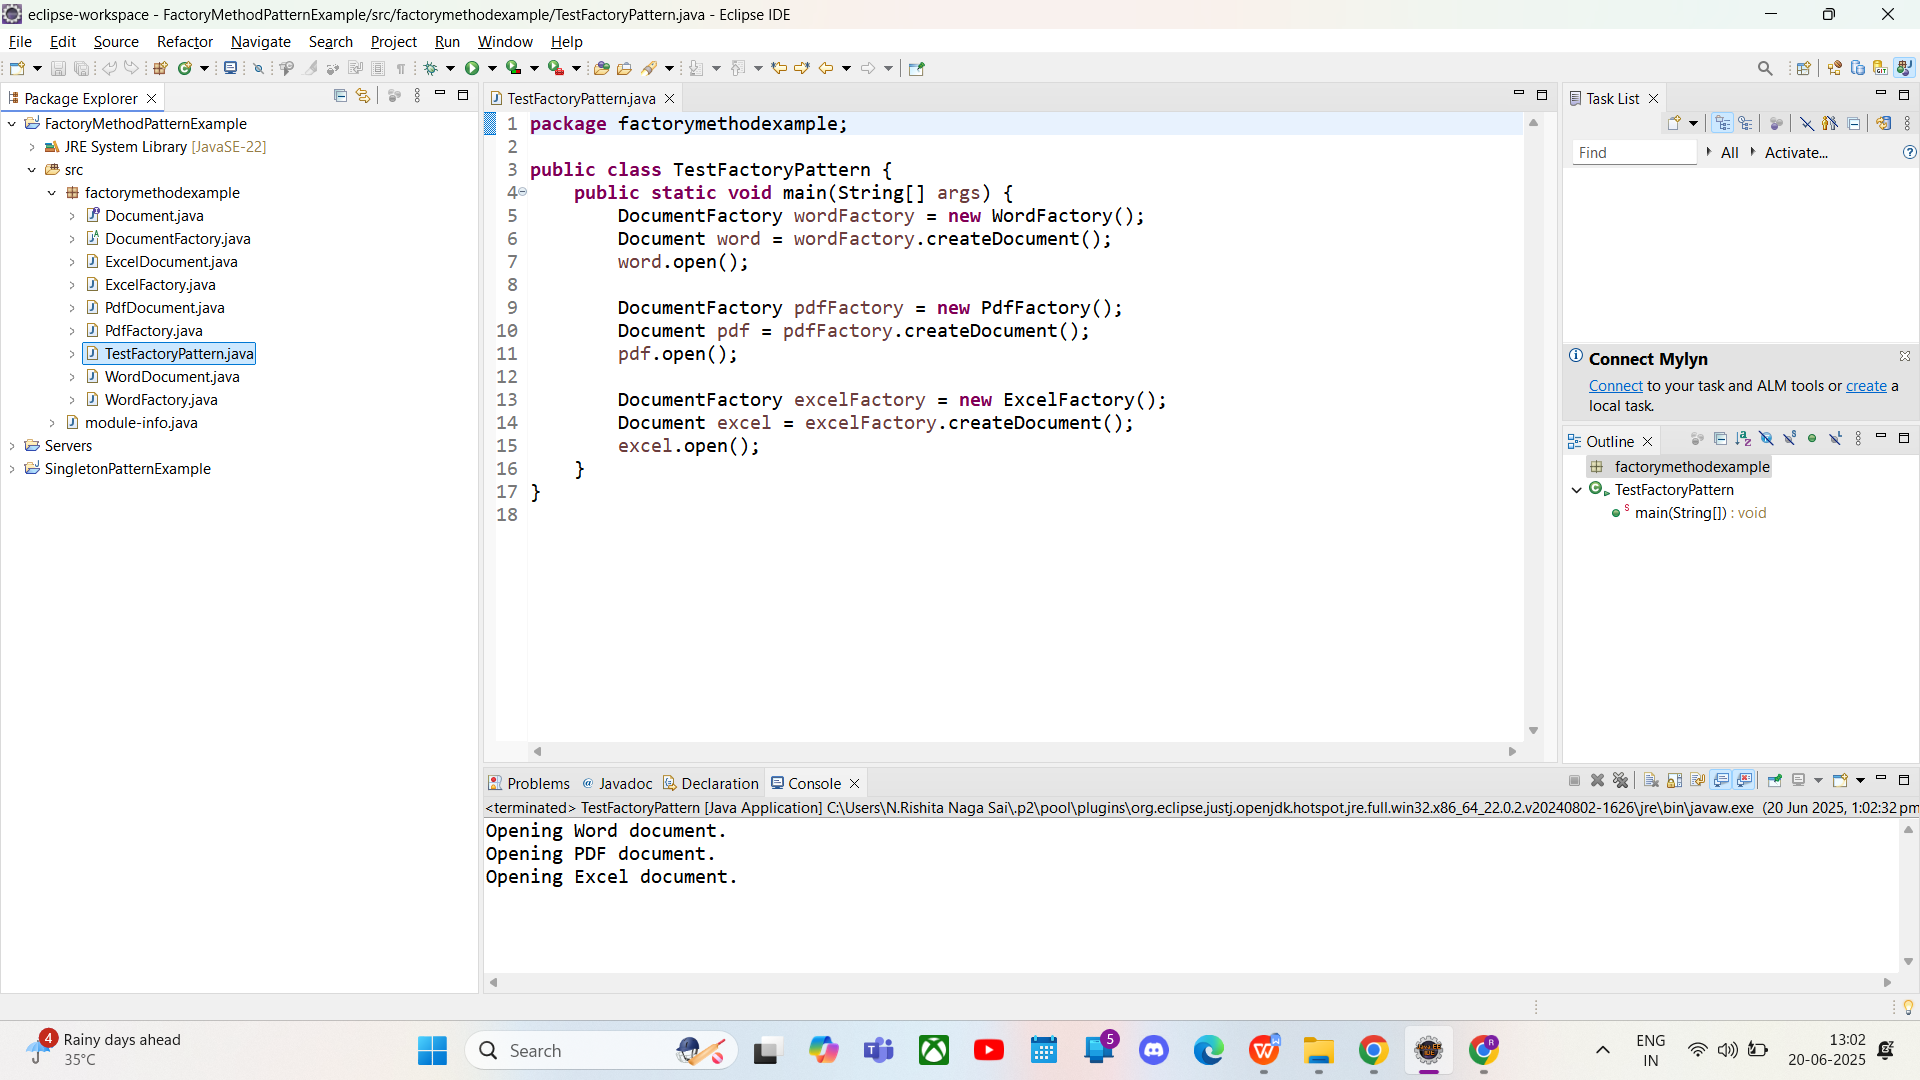 eclipse-workspace - FactoryMethodPatternExample/src/factorymethodexample/TestFactoryPattern.java - Eclipse IDE
File Edit Source Refactor Navigate Search Project Run Window Help
Package Explorer
FactoryMethodPatternExample
JRE System Library [JavaSE-22]
src
factorymethodexample
Document.java
DocumentFactory.java
ExcelDocument.java
ExcelFactory.java
PdfDocument.java
PdfFactory.java
TestFactoryPattern.java
WordDocument.java
WordFactory.java
module-info.java
Servers
SingletonPatternExample
TestFactoryPattern.java
1 package factorymethodexample;
2
3 public class TestFactoryPattern {
4 public static void main(String[] args) {
5 DocumentFactory wordFactory = new WordFactory();
6 Document word = wordFactory.createDocument();
7 word.open();
8
9 DocumentFactory pdfFactory = new PdfFactory();
10 Document pdf = pdfFactory.createDocument();
11 pdf.open();
12
13 DocumentFactory excelFactory = new ExcelFactory();
14 Document excel = excelFactory.createDocument();
15 excel.open();
16 }
17 }
18
Task List
Find All Activate...
Connect Mylyn
Connect to your task and ALM tools or create a
local task.
Outline
factorymethodexample
TestFactoryPattern
main(String[]) : void
Problems Javadoc Declaration Console
<terminated> TestFactoryPattern [Java Application] C:\Users\N.Rishita Naga Sai\.p2\pool\plugins\org.eclipse.justj.openjdk.hotspot.jre.full.win32.x86_64_22.0.2.v20240802-1626\jre\bin\javaw.exe (20 Jun 2025, 1:02:32 pm
Opening Word document.
Opening PDF document.
Opening Excel document.
4
Rainy days ahead
35°C
Search
5
ENG
IN
13:02
20-06-2025